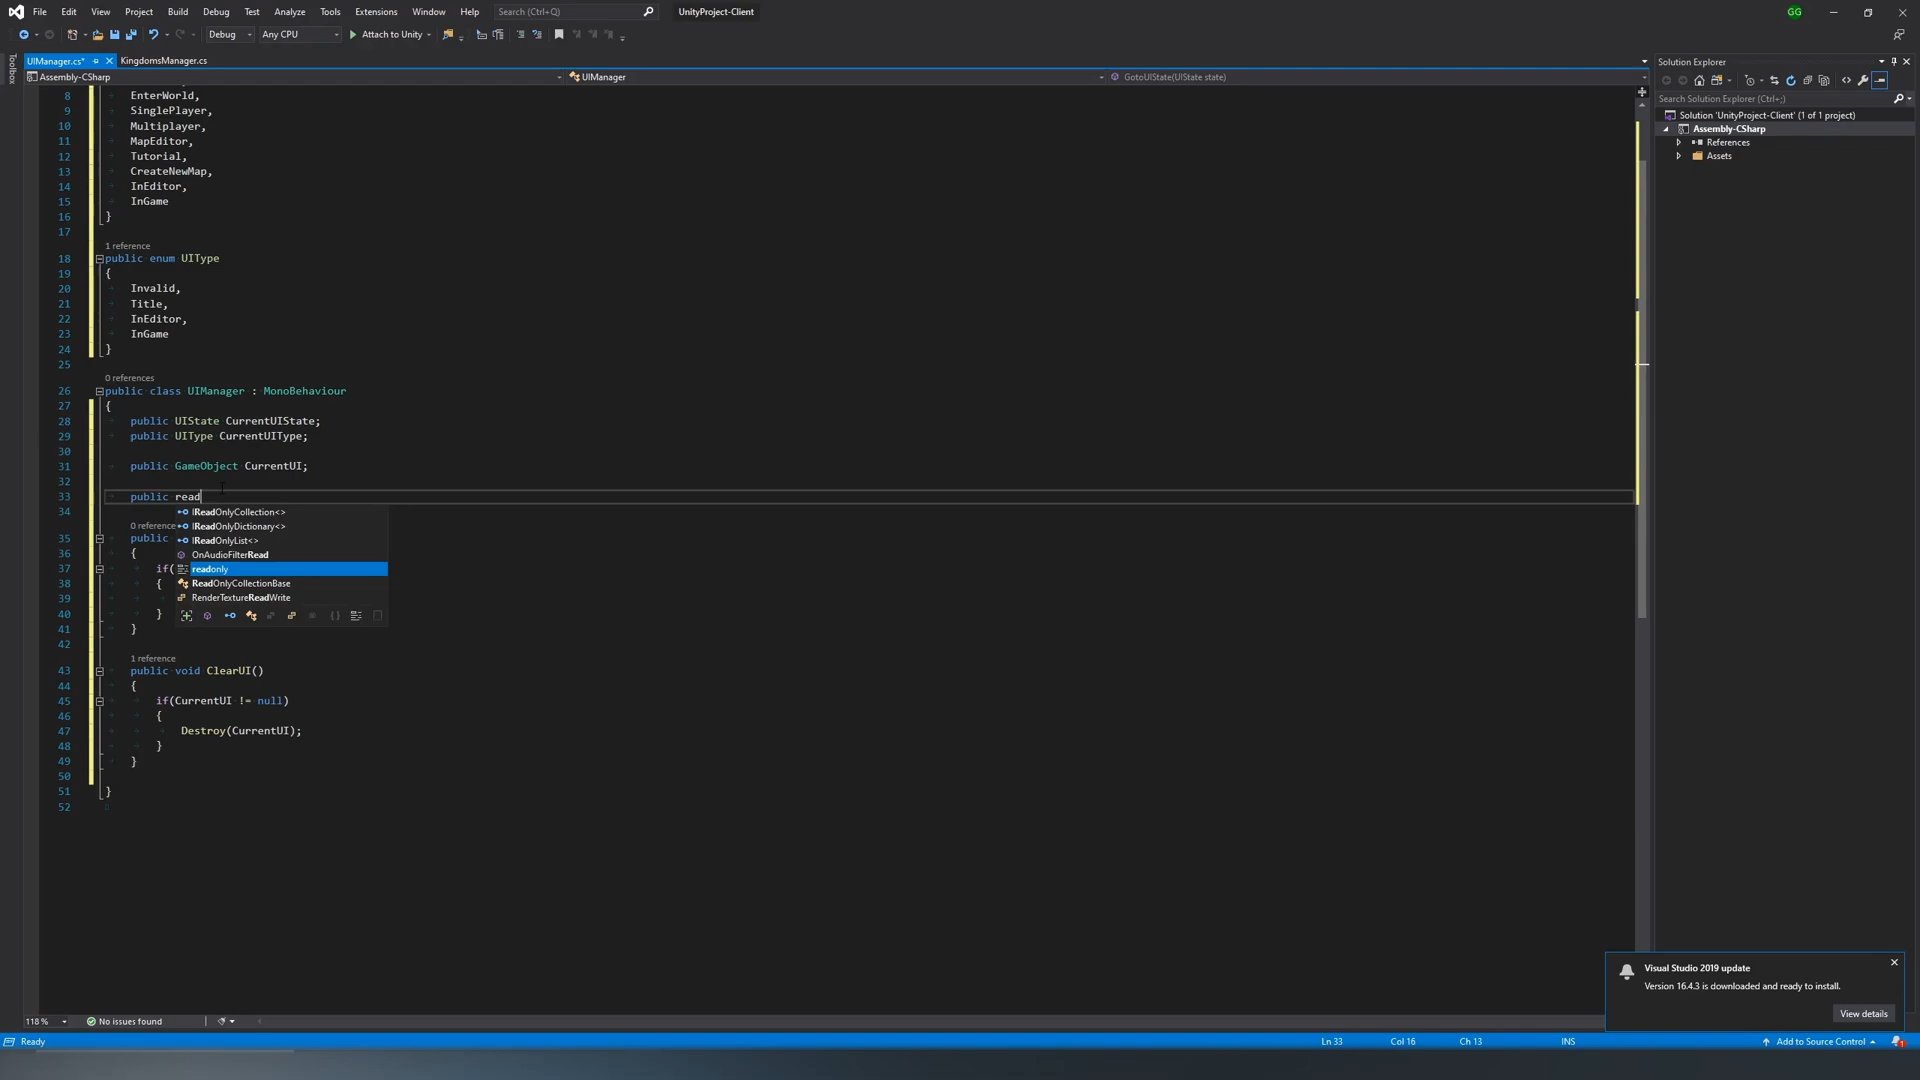 File Edit View Project Build Debug Test Analyze Tools Extensions Window Help Search (Ctrl+Q) UnityProject-Client GG
Debug Any CPU Attach to Unity
Toolbox
UIManager.cs* KingdomsManager.cs
Assembly-CSharp UIManager GotoUIState(UIState state)
8 EnterWorld,
9 SinglePlayer,
10 Multiplayer,
11 MapEditor,
12 Tutorial,
13 CreateNewMap,
14 InEditor,
15 InGame
16 }
17
1 reference
18 public enum UIType
19 {
20 Invalid,
21 Title,
22 InEditor,
23 InGame
24 }
25
0 references
26 public class UIManager : MonoBehaviour
27 {
28 public UIState CurrentUIState;
29 public UIType CurrentUIType;
30
31 public GameObject CurrentUI;
32
33 public read
34
IReadOnlyCollection<>
0 reference
IReadOnlyDictionary<>
35 public
IReadOnlyList<>
36 {
OnAudioFilterRead
37 if(
readonly
38 {
ReadOnlyCollectionBase
39
RenderTextureReadWrite
40 }
41 }
42
1 reference
43 public void ClearUI()
44 {
45 if(CurrentUI != null)
46 {
47 Destroy(CurrentUI);
48 }
49 }
50
51 }
52
Solution Explorer
Search Solution Explorer (Ctrl+;)
Solution 'UnityProject-Client' (1 of 1 project)
Assembly-CSharp
References
Assets
Visual Studio 2019 update
Version 16.4.3 is downloaded and ready to install.
View details
118 % No issues found
Ready Ln 33 Col 16 Ch 13 INS Add to Source Control 1